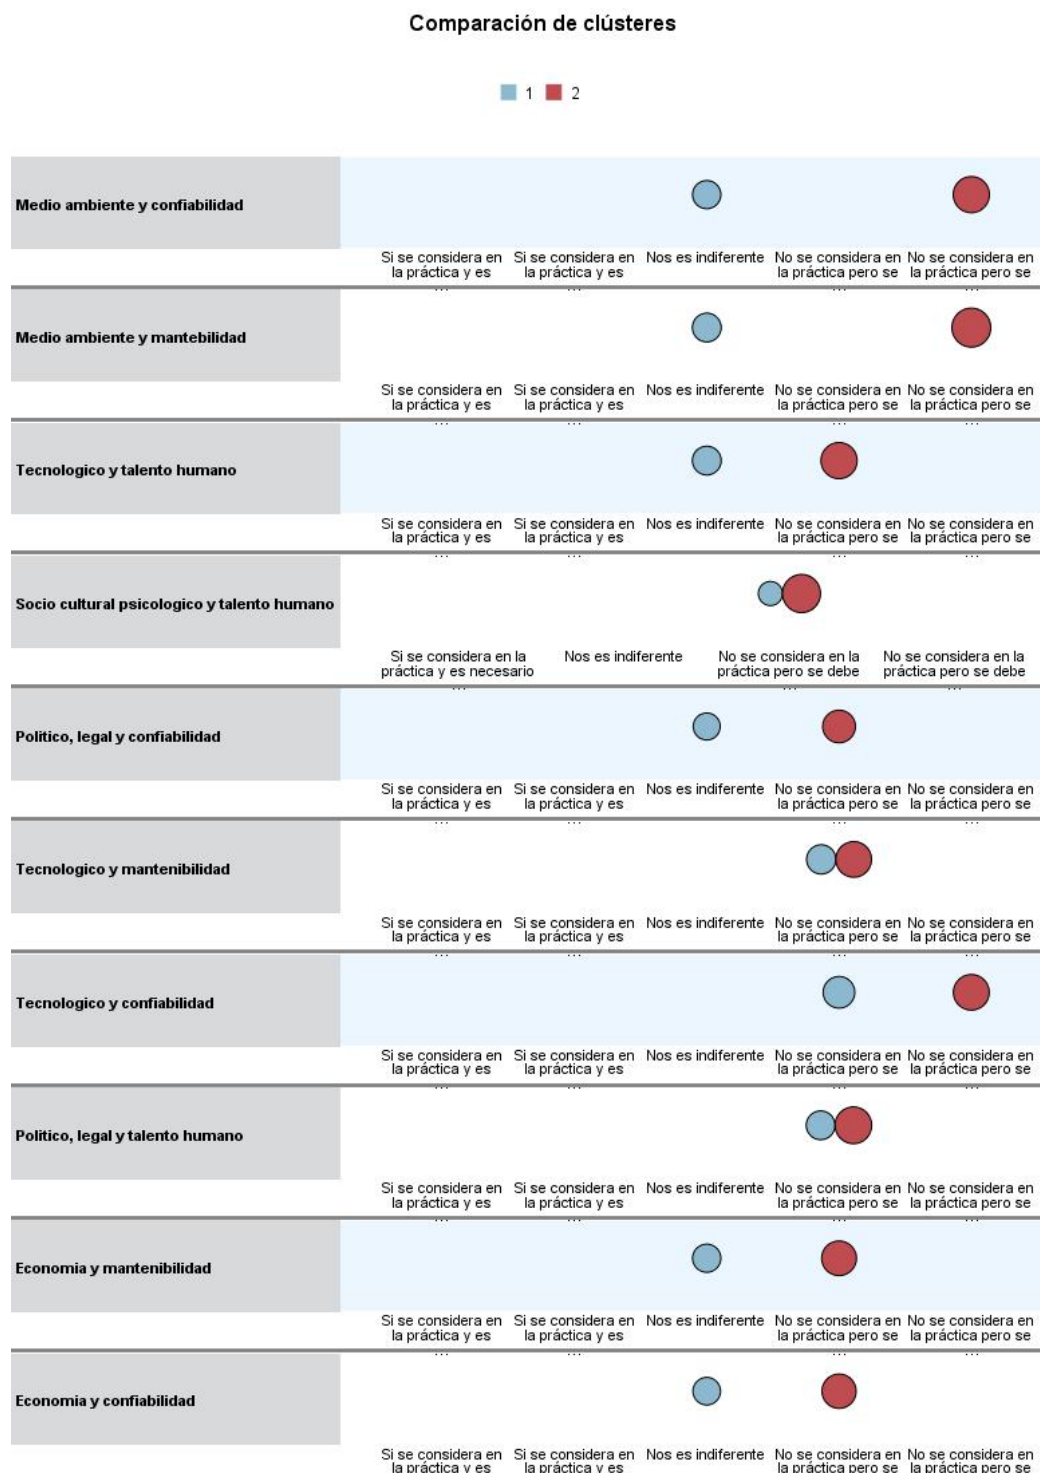 Comparación de clústeres
1 2
Medio ambiente y confiabilidad
Si se considera en Si se considera en Nos es indiferente No se considera en No se considera en
la práctica y es la práctica y es la práctica pero se la práctica pero se
... ... ... ...
Medio ambiente y mantebilidad
Si se considera en Si se considera en Nos es indiferente No se considera en No se considera en
la práctica y es la práctica y es la práctica pero se la práctica pero se
... ... ... ...
Tecnologico y talento humano
Si se considera en Si se considera en Nos es indiferente No se considera en No se considera en
la práctica y es la práctica y es la práctica pero se la práctica pero se
... ... ... ...
Socio cultural psicologico y talento humano
Si se considera en la Nos es indiferente No se considera en la No se considera en la
práctica y es necesario práctica pero se debe práctica pero se debe
... ... ...
Politico, legal y confiabilidad
Si se considera en Si se considera en Nos es indiferente No se considera en No se considera en
la práctica y es la práctica y es la práctica pero se la práctica pero se
... ... ... ...
Tecnologico y mantenibilidad
Si se considera en Si se considera en Nos es indiferente No se considera en No se considera en
la práctica y es la práctica y es la práctica pero se la práctica pero se
... ... ... ...
Tecnologico y confiabilidad
Si se considera en Si se considera en Nos es indiferente No se considera en No se considera en
la práctica y es la práctica y es la práctica pero se la práctica pero se
... ... ... ...
Politico, legal y talento humano
Si se considera en Si se considera en Nos es indiferente No se considera en No se considera en
la práctica y es la práctica y es la práctica pero se la práctica pero se
... ... ... ...
Economia y mantenibilidad
Si se considera en Si se considera en Nos es indiferente No se considera en No se considera en
la práctica y es la práctica y es la práctica pero se la práctica pero se
... ... ... ...
Economia y confiabilidad
Si se considera en Si se considera en Nos es indiferente No se considera en No se considera en
la práctica y es la práctica y es la práctica pero se la práctica pero se